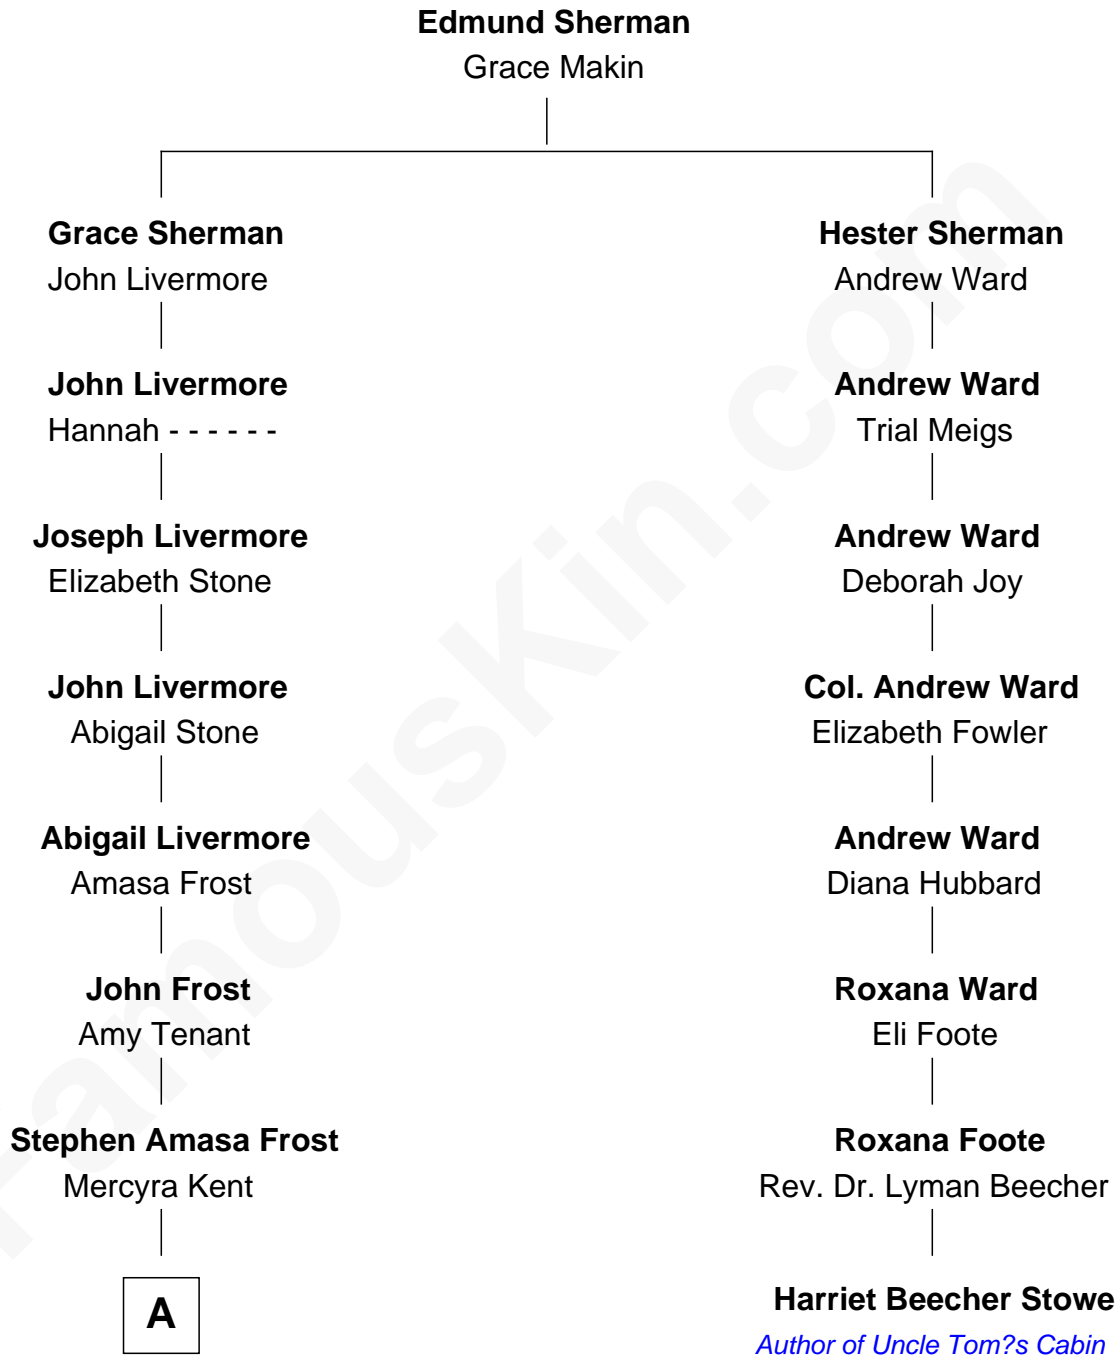 Edmund Sherman
Grace Makin
Grace Sherman
John Livermore
Hester Sherman
Andrew Ward
John Livermore
Hannah - - - - - -
Andrew Ward
Trial Meigs
Joseph Livermore
Elizabeth Stone
Andrew Ward
Deborah Joy
John Livermore
Abigail Stone
Col. Andrew Ward
Elizabeth Fowler
Abigail Livermore
Amasa Frost
Andrew Ward
Diana Hubbard
John Frost
Amy Tenant
Roxana Ward
Eli Foote
Stephen Amasa Frost
Mercyra Kent
Roxana Foote
Rev. Dr. Lyman Beecher
A
Harriet Beecher Stowe
Author of Uncle Tom?s Cabin
FamousKin.com